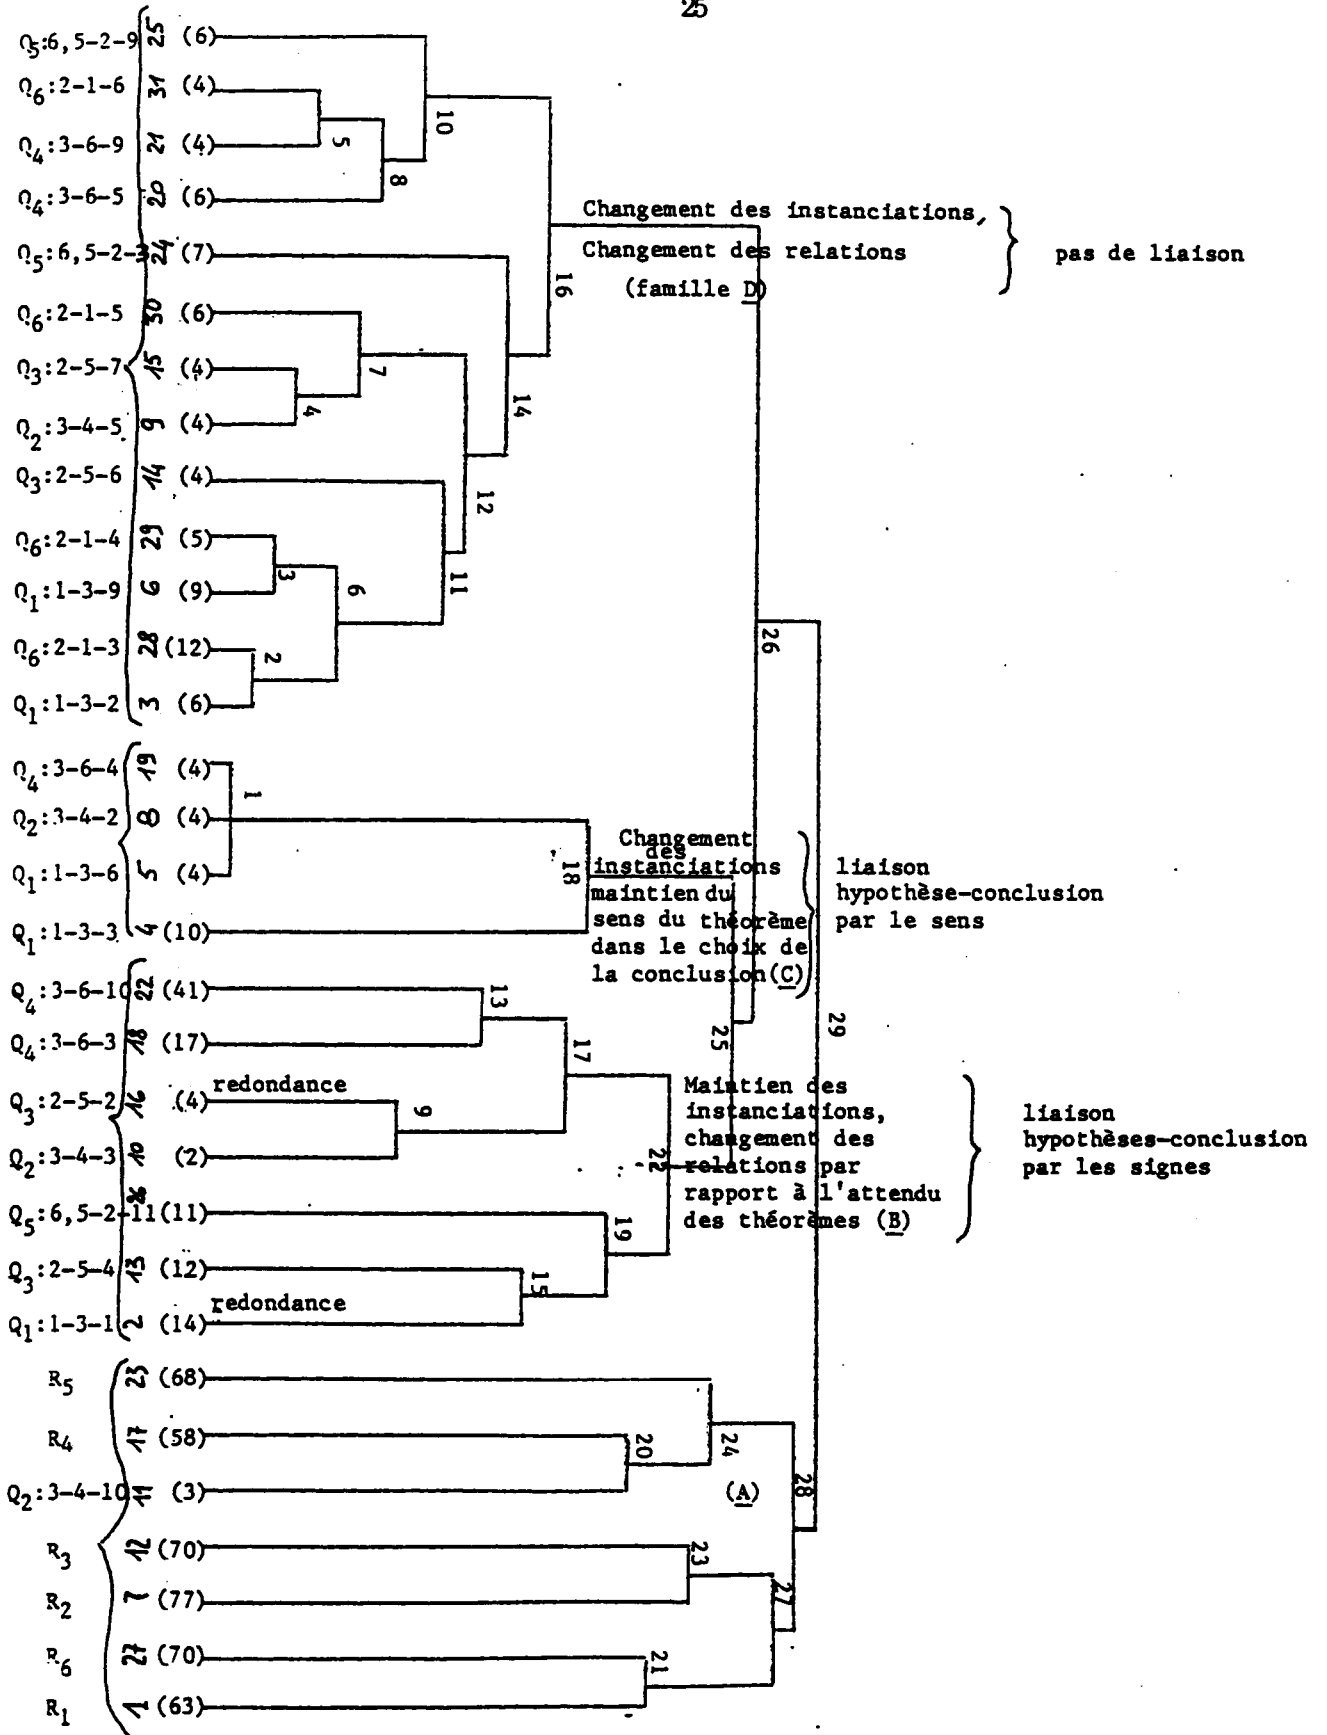 25
Q5:6,5-2-9 25 (6)
Q6:2-1-6 31 (4)
Q4:3-6-9 21 (4)
Q4:3-6-5 20 (6)
Q5:6,5-2-3 24 (7)
Q6:2-1-5 30 (6)
Q3:2-5-7 15 (4)
Q2:3-4-5 9 (4)
Q3:2-5-6 14 (4)
Q6:2-1-4 29 (5)
Q1:1-3-9 6 (9)
Q6:2-1-3 28 (12)
Q1:1-3-2 3 (6)
10
5
8
16
7
4
14
12
3
6
11
2
Changement des instanciations,
Changement des relations
(famille D)
pas de liaison
26
Q4:3-6-4 19 (4)
Q2:3-4-2 8 (4)
Q1:1-3-6 5 (4)
Q1:1-3-3 4 (10)
1
18
Changement
des
instanciations
maintien du
sens du théorème
dans le choix de
la conclusion(C)
liaison
hypothèse-conclusion
par le sens
Q4:3-6-10 22 (41)
Q4:3-6-3 18 (17)
redondance
Q3:2-5-2 16 (4)
Q2:3-4-3 10 (2)
Q5:6,5-2-11 26 (11)
Q3:2-5-4 13 (12)
redondance
Q1:1-3-1 2 (14)
13
17
9
22
19
15
25
29
Maintien des
instanciations,
changement des
relations par
rapport à l'attendu
des théorèmes (B)
liaison
hypothèses-conclusion
par les signes
R5 23 (68)
R4 17 (58)
Q2:3-4-10 11 (3)
R3 12 (70)
R2 7 (77)
R6 27 (70)
R1 1 (63)
20
24
(A)
28
23
27
21